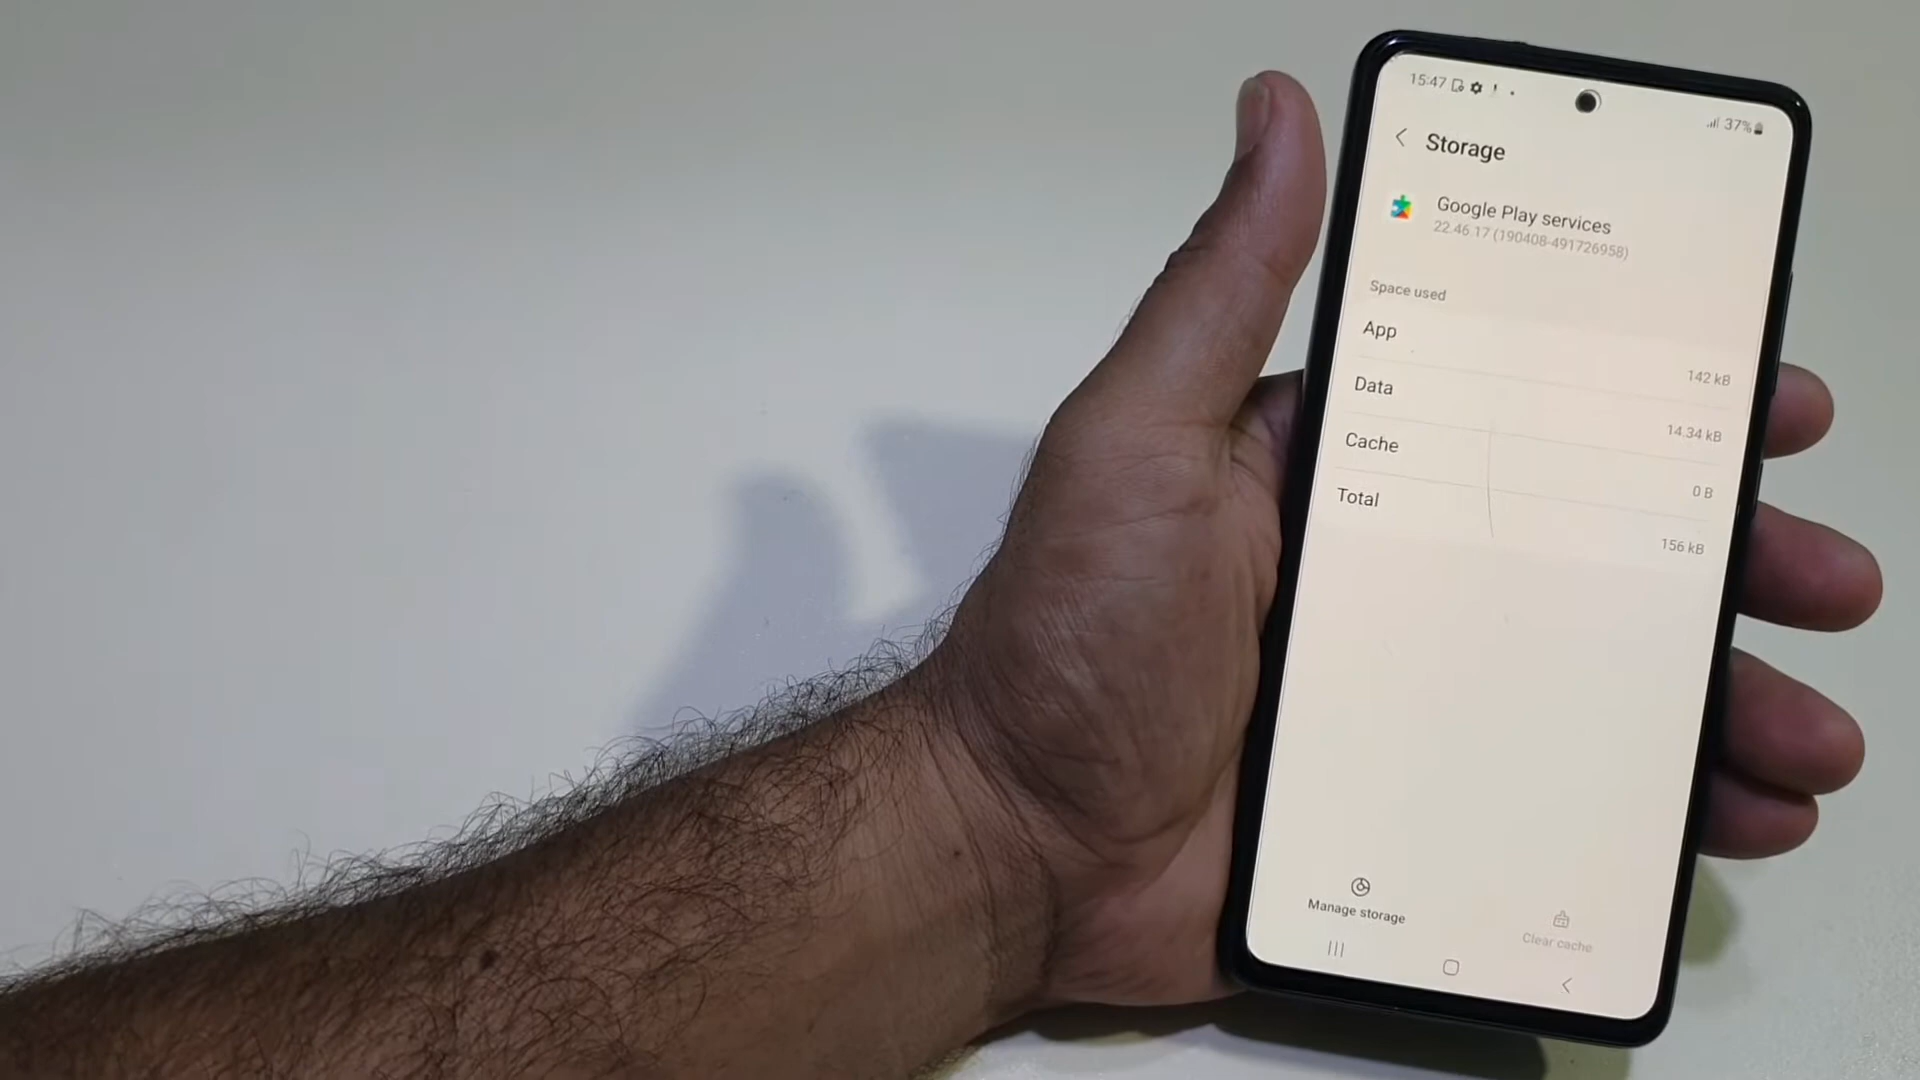 15:47
37%
Storage
Google Play services
22.46.17 (190408-491726958)
Space used
App
142 kB
Data
14.34 kB
Cache
0 B
Total
156 kB
Manage storage
Clear cache